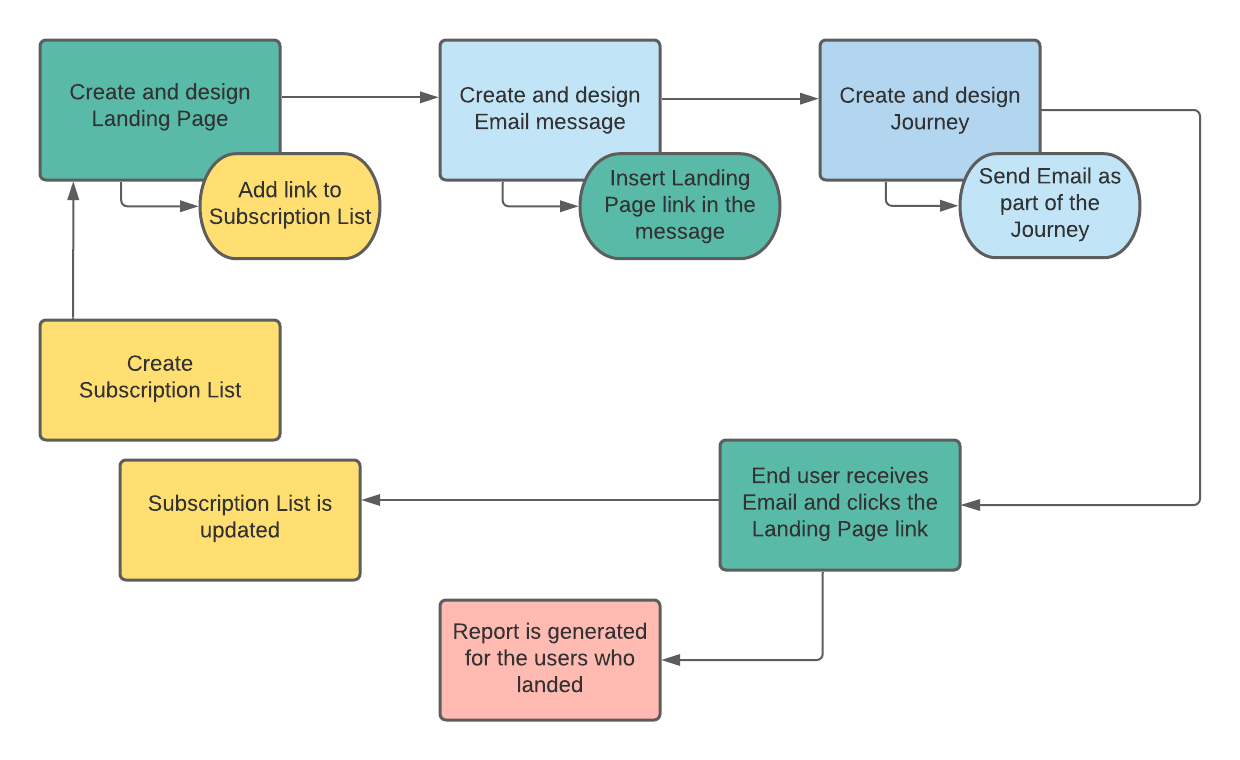 Create and design
Landing Page
Add link to
Subscription List
Create and design
Email message
Insert Landing
Page link in the
message
Create and design
Journey
Send Email as
part of the
Journey
Create
Subscription List
Subscription List is
updated
End user receives
Email and clicks the
Landing Page link
Report is generated
for the users who
landed